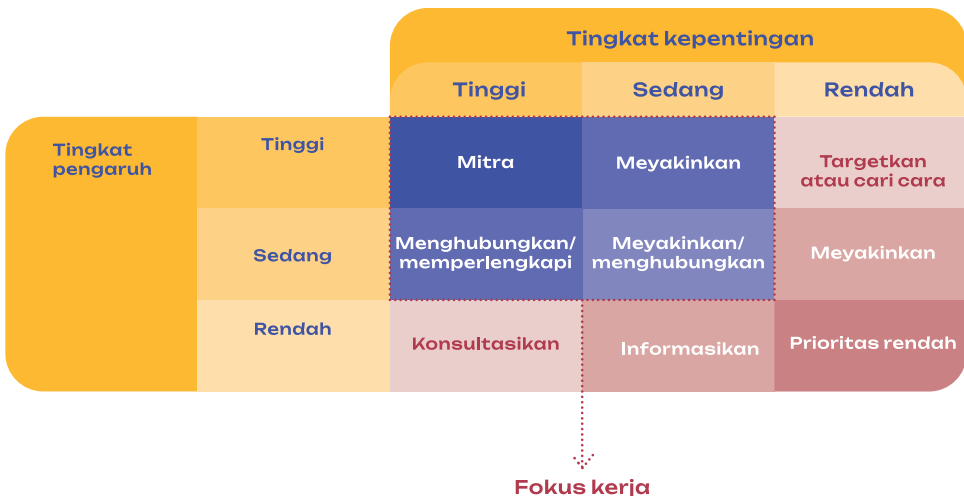 Tingkat kepentingan
Tinggi
Sedang
Rendah
Tingkat
pengaruh
Tinggi
Mitra
Meyakinkan
Targetkan
atau cari cara
Sedang
Menghubungkan/
memperlengkapi
Meyakinkan/
menghubungkan
Meyakinkan
Rendah
Konsultasikan
Informasikan
Prioritas rendah
Fokus kerja